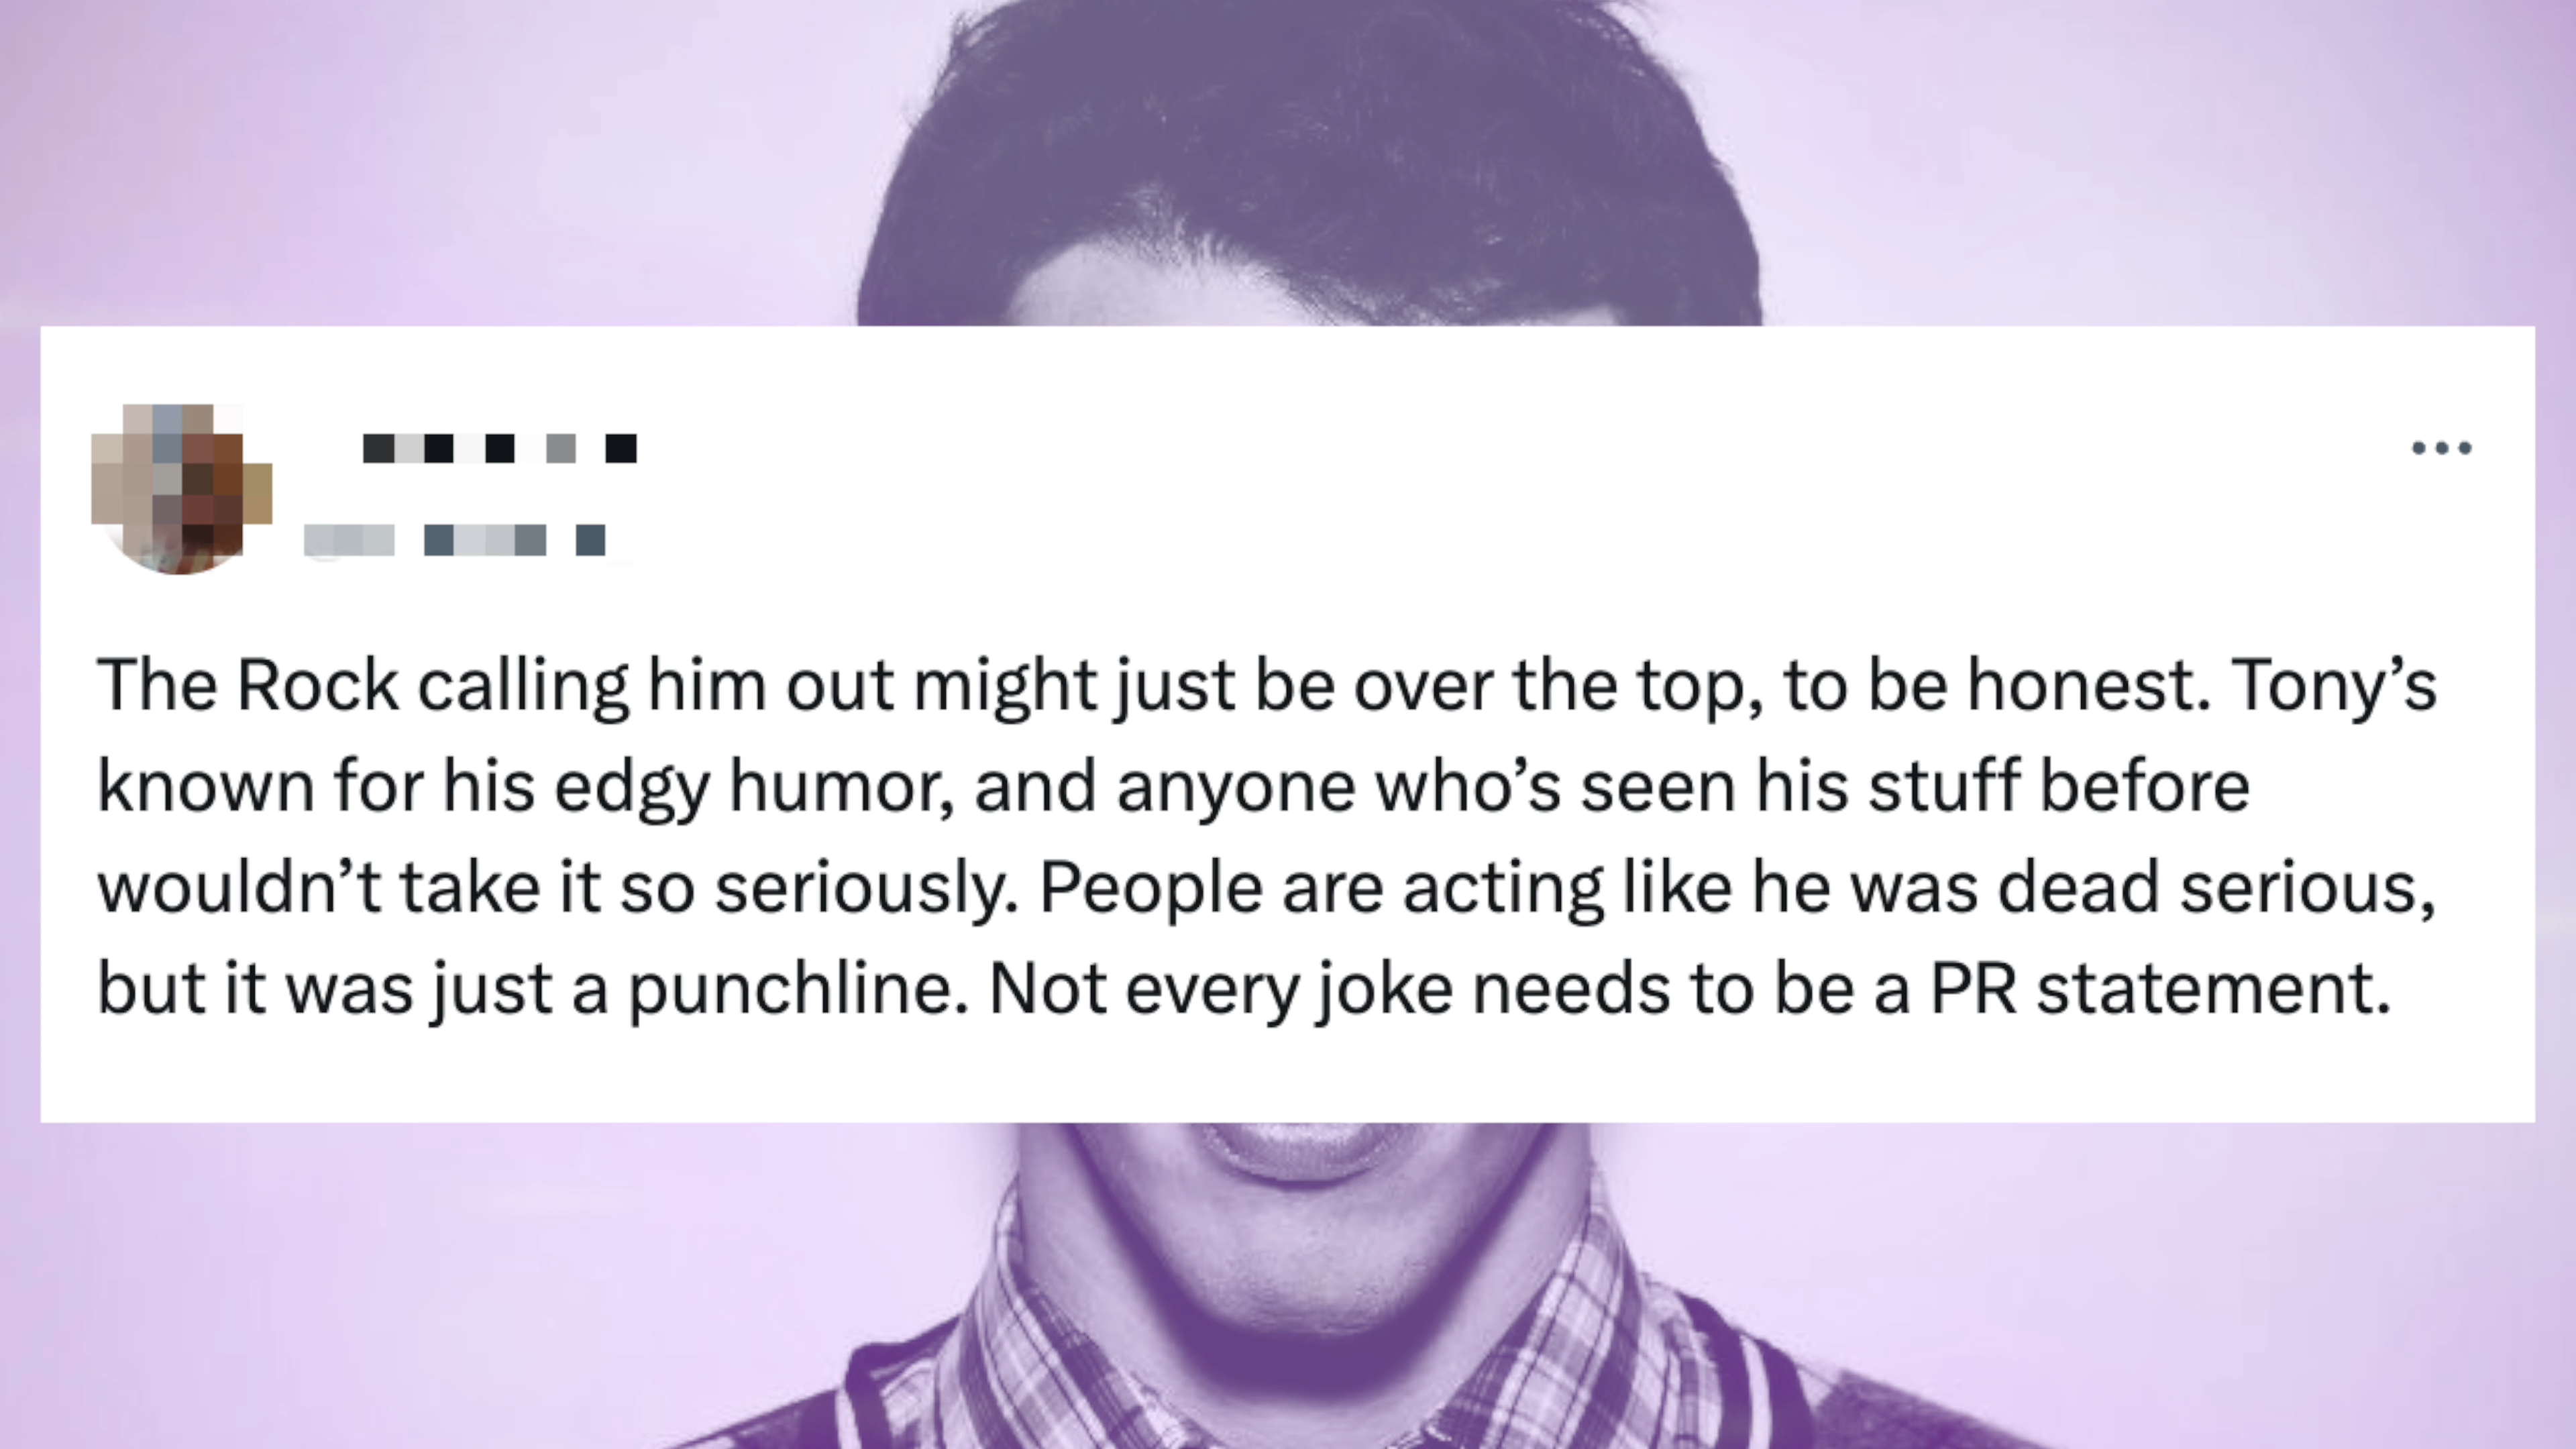 The Rock calling him out might just be over the top, to be honest. Tony’s
known for his edgy humor, and anyone who’s seen his stuff before
wouldn’t take it so seriously. People are acting like he was dead serious,
but it was just a punchline. Not every joke needs to be a PR statement.